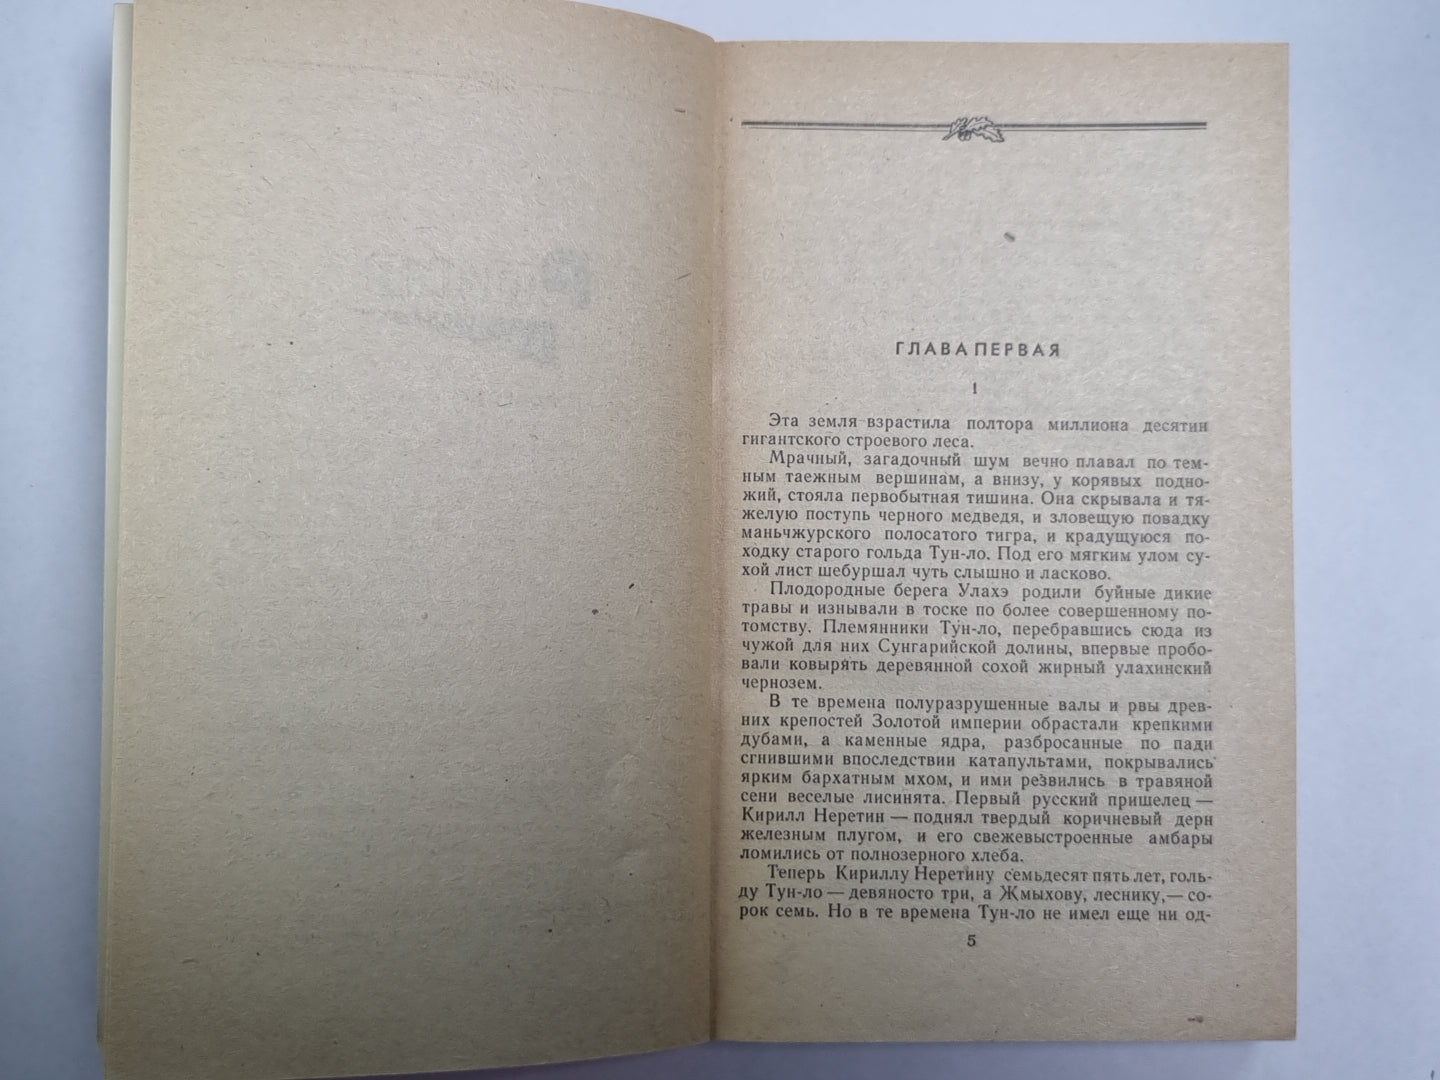 ГЛАВА ПЕРВАЯ
1
Эта земля взрастила полтора миллиона десятин
гигантского строевого леса.
Мрачный, загадочный шум вечно плавал по тем-
ным таежным вершинам, а внизу, у корявых подно-
жий, стояла первобытная тишина. Она скрывала и тя-
желую поступь черного медведя, и зловещую повадку
маньчжурского полосатого тигра, и крадущуюся по-
ходку старого гольда Тун-ло. Под его мягким улом су-
хой лист шебуршал чуть слышно и ласково.
Плодородные берега Улахэ родили буйные дикие
травы и изнывали в тоске по более совершенному по-
томству. Племянники Тун-ло, перебравшись сюда из
чужой для них Сунгарийской долины, впервые пробо-
вали ковырять деревянной сохой жирный улахинский
чернозем.
В те времена полуразрушенные валы и рвы древ-
них крепостей Золотой империи обрастали крепкими
дубами, а каменные ядра, разбросанные по пади
сгнившими впоследствии катапультами, покрывались
ярким бархатным мхом, и ими резвились в травяной
сени веселые лисинята. Первый русский пришелец —
Кирилл Неретин — поднял твердый коричневый дерн
железным плугом, и его свежевыстроенные амбары
ломились от полнозерного хлеба.
Теперь Кириллу Неретину семьдесят пять лет, голь-
ду Тун-ло — девяносто три, а Жмыхову, леснику,— со-
рок семь. Но в те времена Тун-ло не имел еще ни од-
5